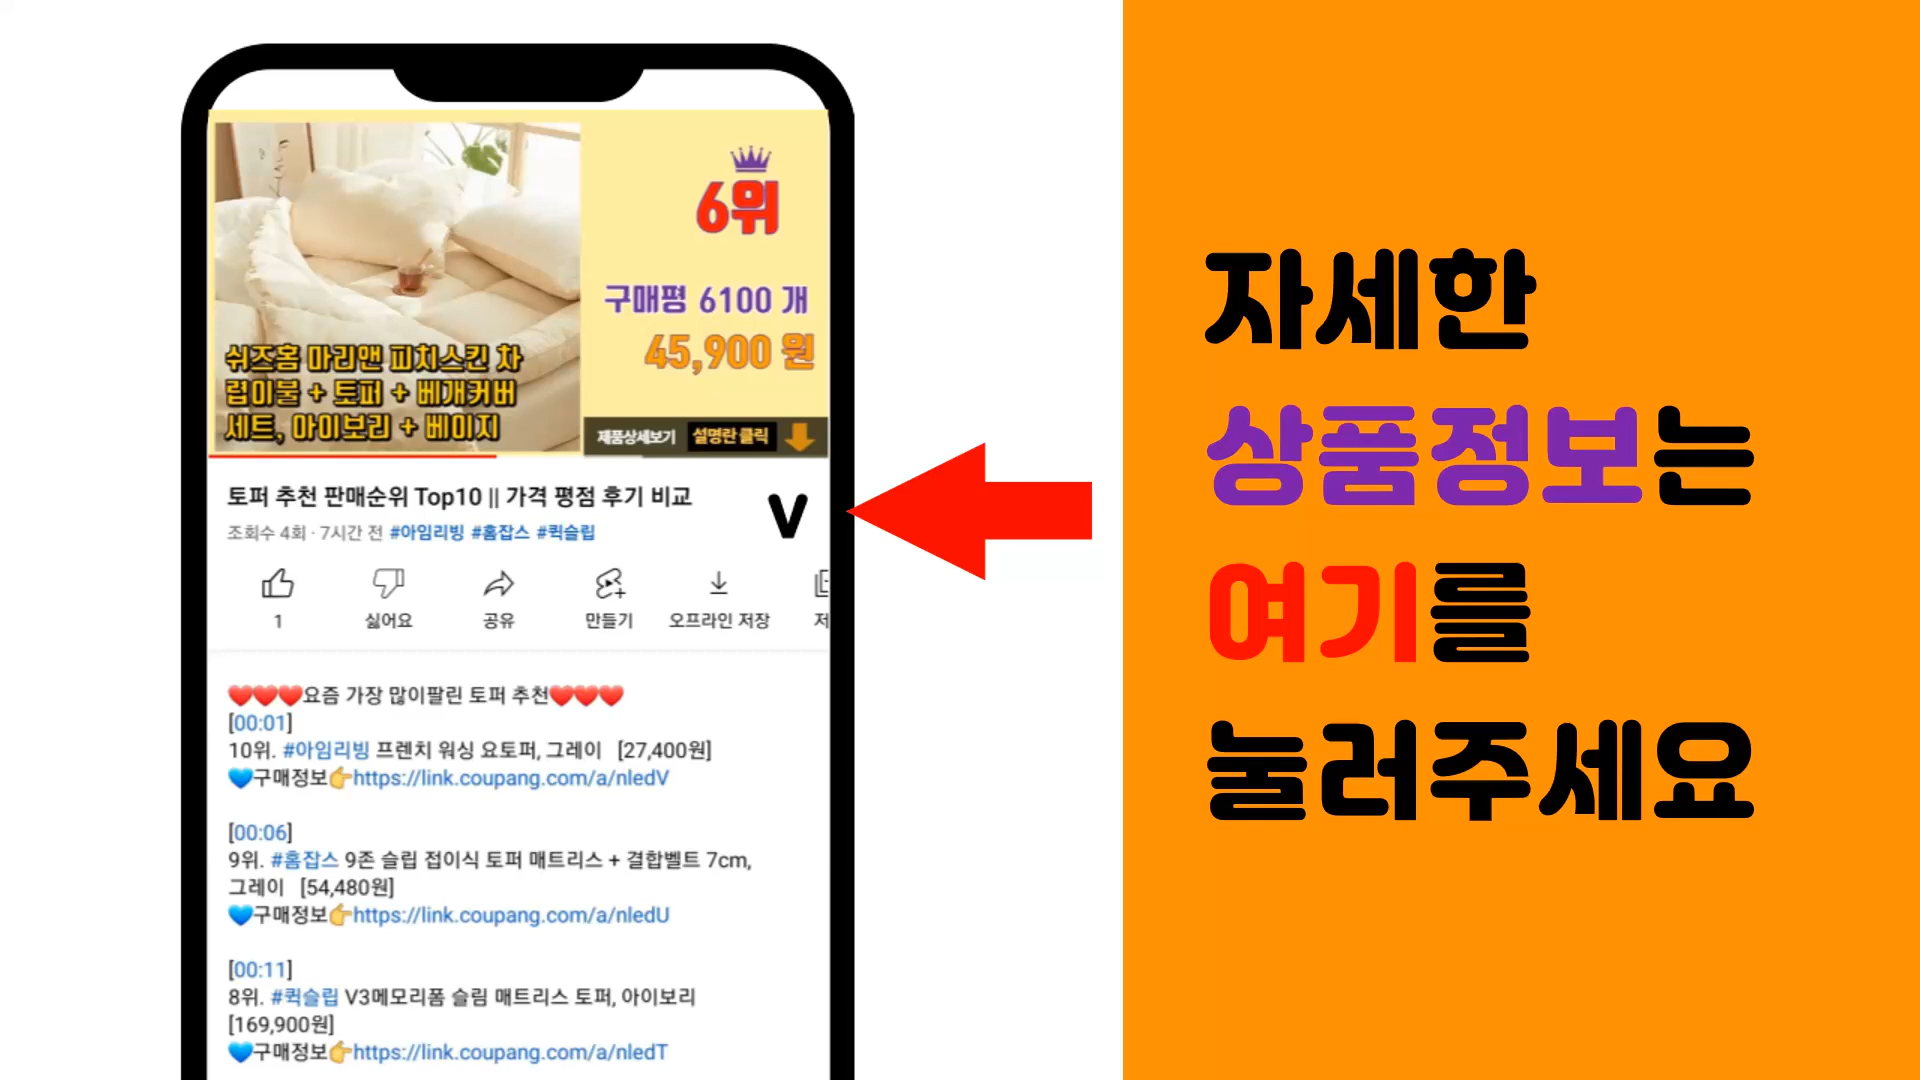 6위
구매평 6100 개
45,900 원
쉬즈홈 마리앤 피치스킨 차
렵이불 + 토퍼 + 베개커버
세트, 아이보리 + 베이지
제품상세보기 설명란 클릭
토퍼 추천 판매순위 Top10 || 가격 평점 후기 비교
V
조회수 4회 · 7시간 전 #아임리빙 #홈잡스 #퀵슬립
1 싫어요 공유 만들기 오프라인 저장 저
❤️❤️❤️요즘 가장 많이팔린 토퍼 추천❤️❤️❤️
[00:01]
10위. #아임리빙 프렌치 워싱 요토퍼, 그레이 [27,400원]
💙구매정보👉https://link.coupang.com/a/nledV
[00:06]
9위. #홈잡스 9존 슬립 접이식 토퍼 매트리스 + 결합벨트 7cm,
그레이 [54,480원]
💙구매정보👉https://link.coupang.com/a/nledU
[00:11]
8위. #퀵슬립 V3메모리폼 슬림 매트리스 토퍼, 아이보리
[169,900원]
💙구매정보👉https://link.coupang.com/a/nledT
자세한
상품정보는
여기를
눌러주세요